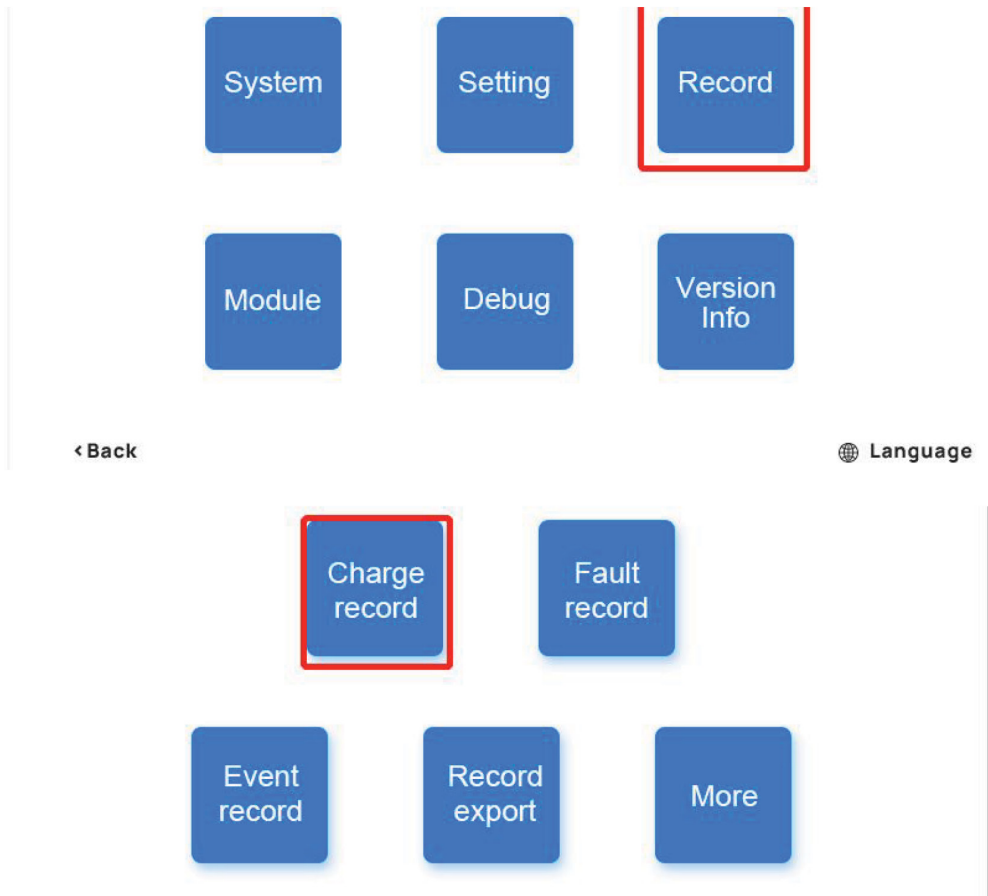 System
Setting
Record
Module
Debug
Version
Info
‹Back
Language
Charge
record
Fault
record
Event
record
Record
export
More